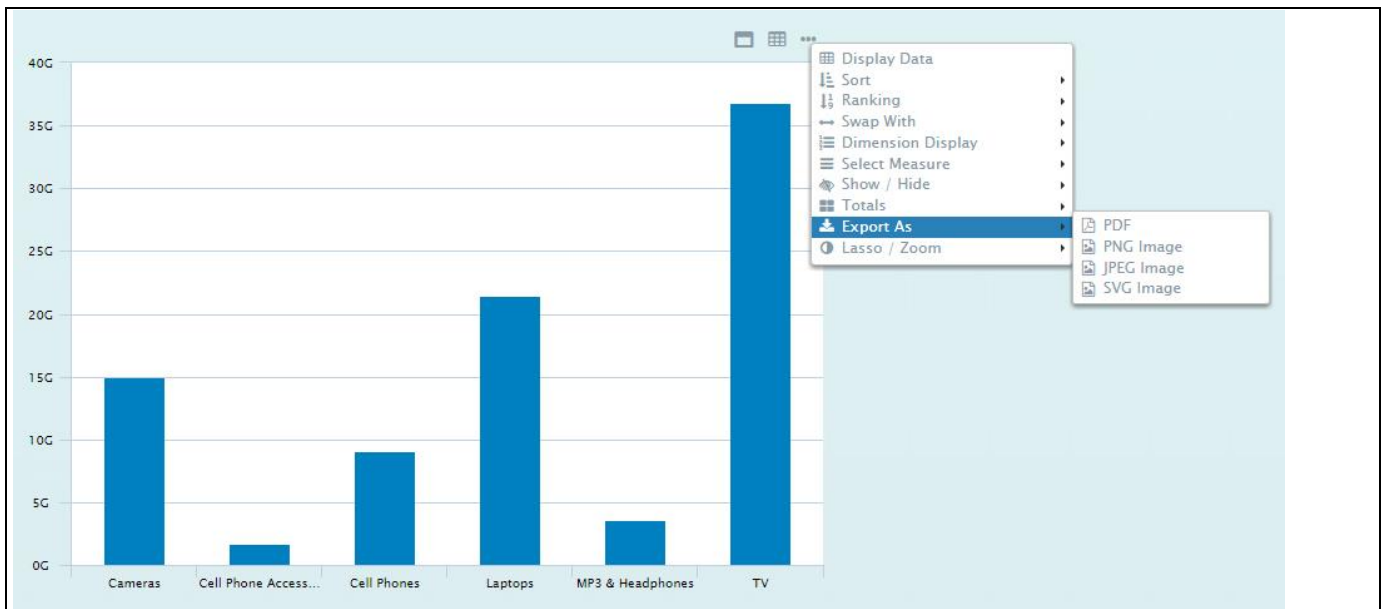 40G
35G
30G
25G
20G
15G
10G
5G
0G
Cameras
Cell Phone Access...
Cell Phones
Laptops
MP3 & Headphones
TV
Display Data
Sort
Ranking
Swap With
Dimension Display
Select Measure
Show / Hide
Totals
Export As
Lasso / Zoom
PDF
PNG Image
JPEG Image
SVG Image